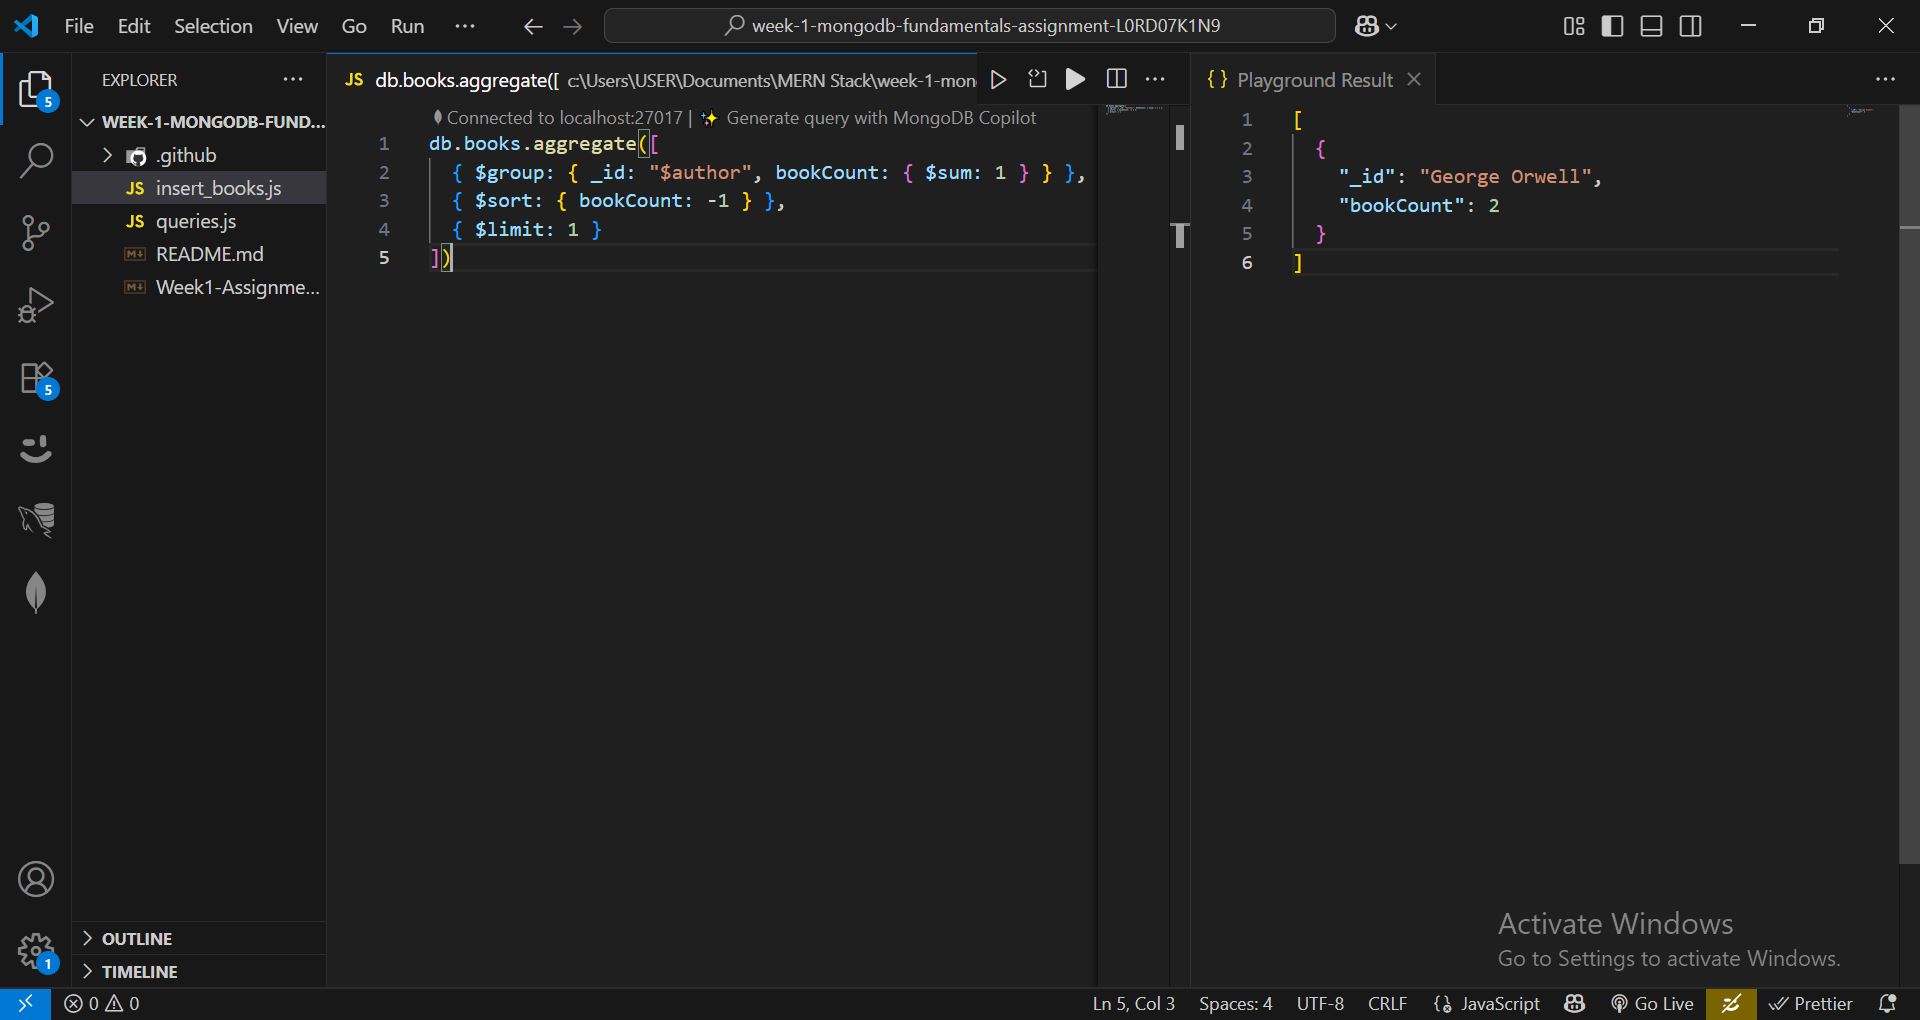 File Edit Selection View Go Run ··· week-1-mongodb-fundamentals-assignment-L0RD07K1N9
EXPLORER ···
5
WEEK-1-MONGODB-FUND...
.github
JS insert_books.js
JS queries.js
README.md
Week1-Assignme...
5
OUTLINE
TIMELINE
1
JS db.books.aggregate([ c:\Users\USER\Documents\MERN Stack\week-1-mon
Connected to localhost:27017 | ✨ Generate query with MongoDB Copilot
1 db.books.aggregate([
2 { $group: { _id: "$author", bookCount: { $sum: 1 } } },
3 { $sort: { bookCount: -1 } },
4 { $limit: 1 }
5 ])
{} Playground Result ···
1 [
2 {
3 "_id": "George Orwell",
4 "bookCount": 2
5 }
6 ]
Activate Windows
Go to Settings to activate Windows.
0 0 Ln 5, Col 3 Spaces: 4 UTF-8 CRLF JavaScript Go Live Prettier